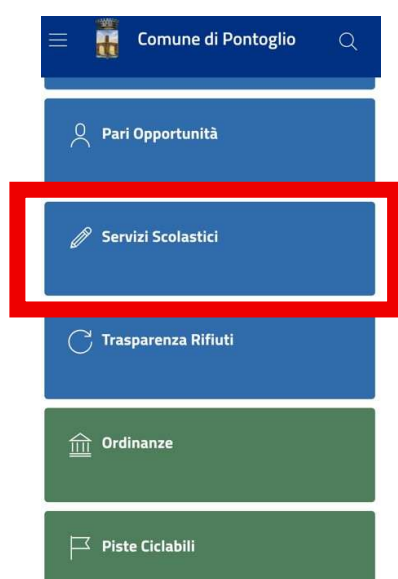 Comune di Pontoglio
Pari Opportunità
Servizi Scolastici
Trasparenza Rifiuti
Ordinanze
Piste Ciclabili